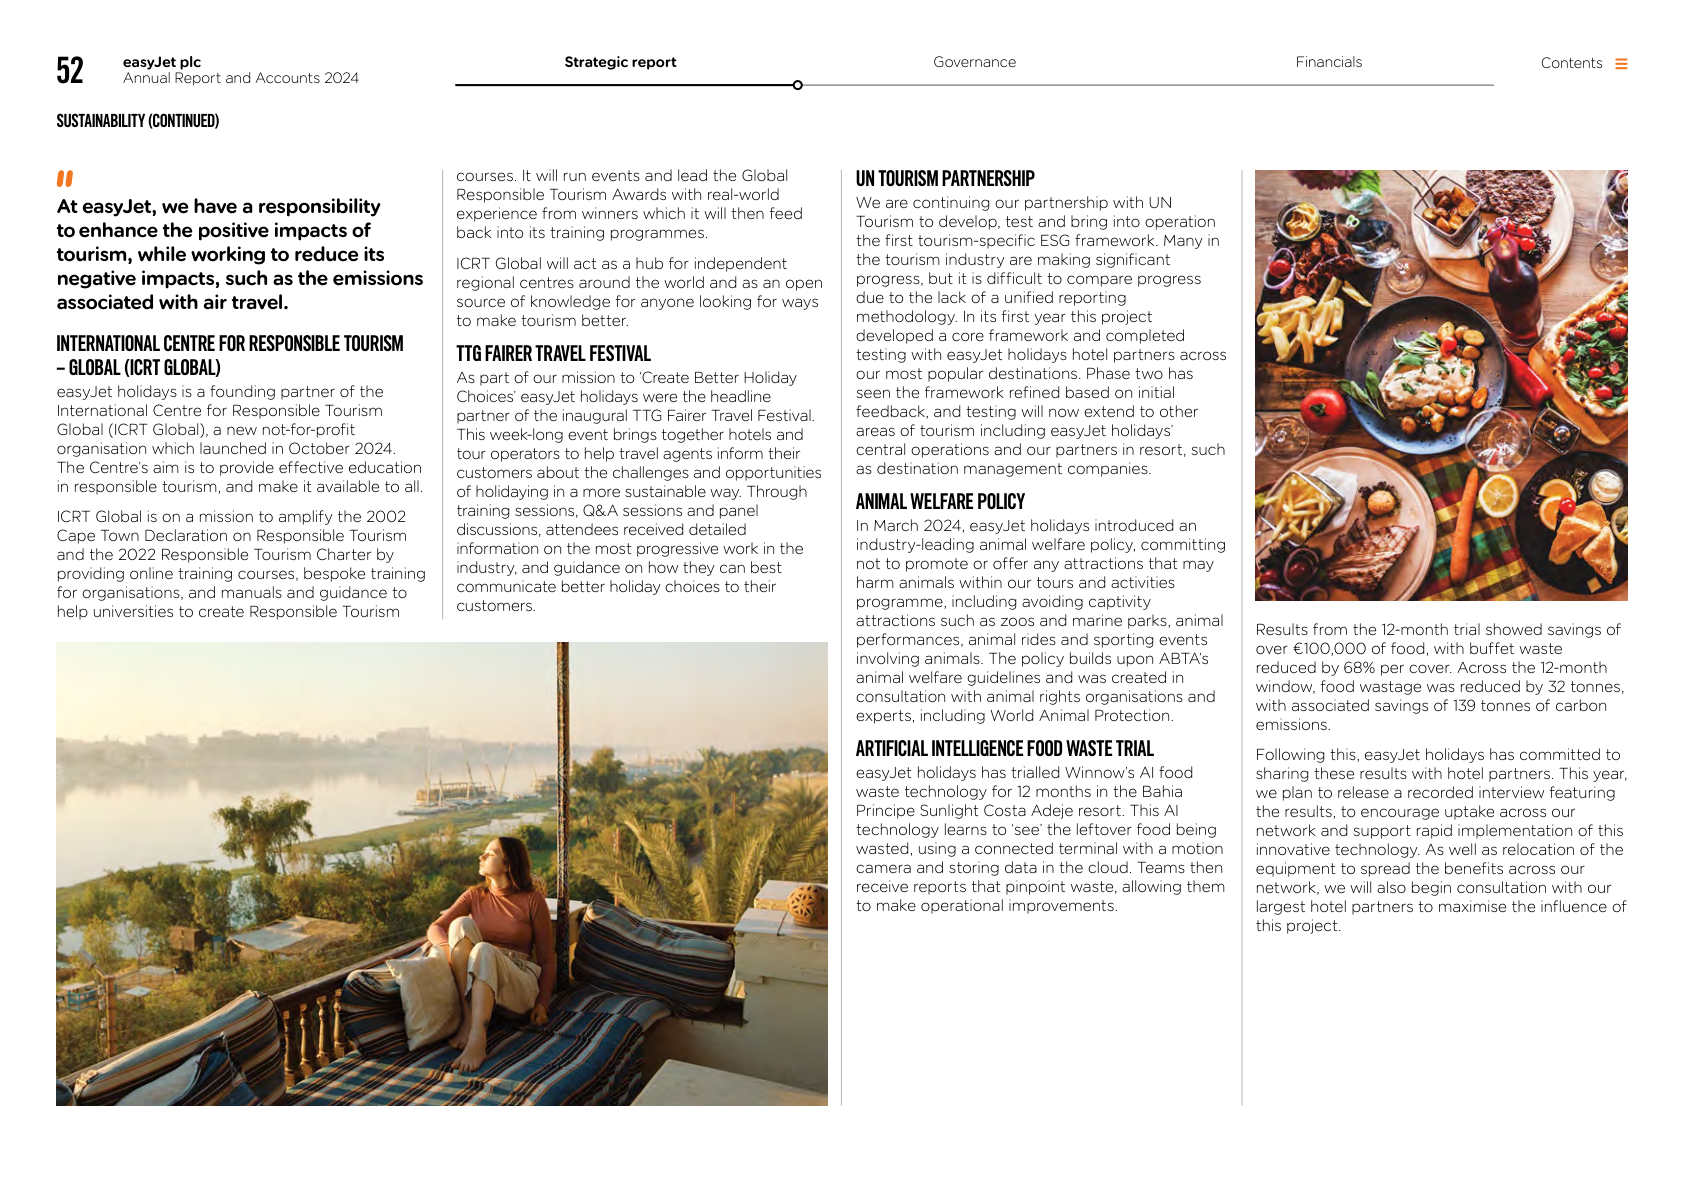 52
easyJet plc
Annual Report and Accounts 2024
Strategic report
Governance
Financials
Contents
SUSTAINABILITY (CONTINUED)
At easyJet, we have a responsibility
to enhance the positive impacts of
tourism, while working to reduce its
negative impacts, such as the emissions
associated with air travel.
INTERNATIONAL CENTRE FOR RESPONSIBLE TOURISM
– GLOBAL (ICRT GLOBAL)
easyJet holidays is a founding partner of the
International Centre for Responsible Tourism
Global (ICRT Global), a new not-for-profit
organisation which launched in October 2024.
The Centre's aim is to provide effective education
in responsible tourism, and make it available to all.
ICRT Global is on a mission to amplify the 2002
Cape Town Declaration on Responsible Tourism
and the 2022 Responsible Tourism Charter by
providing online training courses, bespoke training
for organisations, and manuals and guidance to
help universities to create Responsible Tourism
courses. It will run events and lead the Global
Responsible Tourism Awards with real-world
experience from winners which it will then feed
back into its training programmes.
ICRT Global will act as a hub for independent
regional centres around the world and as an open
source of knowledge for anyone looking for ways
to make tourism better.
TTG FAIRER TRAVEL FESTIVAL
As part of our mission to 'Create Better Holiday
Choices' easyJet holidays were the headline
partner of the inaugural TTG Fairer Travel Festival.
This week-long event brings together hotels and
tour operators to help travel agents inform their
customers about the challenges and opportunities
of holidaying in a more sustainable way. Through
training sessions, Q&A sessions and panel
discussions, attendees received detailed
information on the most progressive work in the
industry, and guidance on how they can best
communicate better holiday choices to their
customers.
UN TOURISM PARTNERSHIP
We are continuing our partnership with UN
Tourism to develop, test and bring into operation
the first tourism-specific ESG framework. Many in
the tourism industry are making significant
progress, but it is difficult to compare progress
due to the lack of a unified reporting
methodology. In its first year this project
developed a core framework and completed
testing with easyJet holidays hotel partners across
our most popular destinations. Phase two has
seen the framework refined based on initial
feedback, and testing will now extend to other
areas of tourism including easyJet holidays'
central operations and our partners in resort, such
as destination management companies.
ANIMAL WELFARE POLICY
In March 2024, easyJet holidays introduced an
industry-leading animal welfare policy, committing
not to promote or offer any attractions that may
harm animals within our tours and activities
programme, including avoiding captivity
attractions such as zoos and marine parks, animal
performances, animal rides and sporting events
involving animals. The policy builds upon ABTA's
animal welfare guidelines and was created in
consultation with animal rights organisations and
experts, including World Animal Protection.
ARTIFICIAL INTELLIGENCE FOOD WASTE TRIAL
easyJet holidays has trialled Winnow's AI food
waste technology for 12 months in the Bahia
Principe Sunlight Costa Adeje resort. This AI
technology learns to 'see' the leftover food being
wasted, using a connected terminal with a motion
camera and storing data in the cloud. Teams then
receive reports that pinpoint waste, allowing them
to make operational improvements.
Results from the 12-month trial showed savings of
over €100,000 of food, with buffet waste
reduced by 68% per cover. Across the 12-month
window, food wastage was reduced by 32 tonnes,
with associated savings of 139 tonnes of carbon
emissions.
Following this, easyJet holidays has committed to
sharing these results with hotel partners. This year,
we plan to release a recorded interview featuring
the results, to encourage uptake across our
network and support rapid implementation of this
innovative technology. As well as relocation of the
equipment to spread the benefits across our
network, we will also begin consultation with our
largest hotel partners to maximise the influence of
this project.